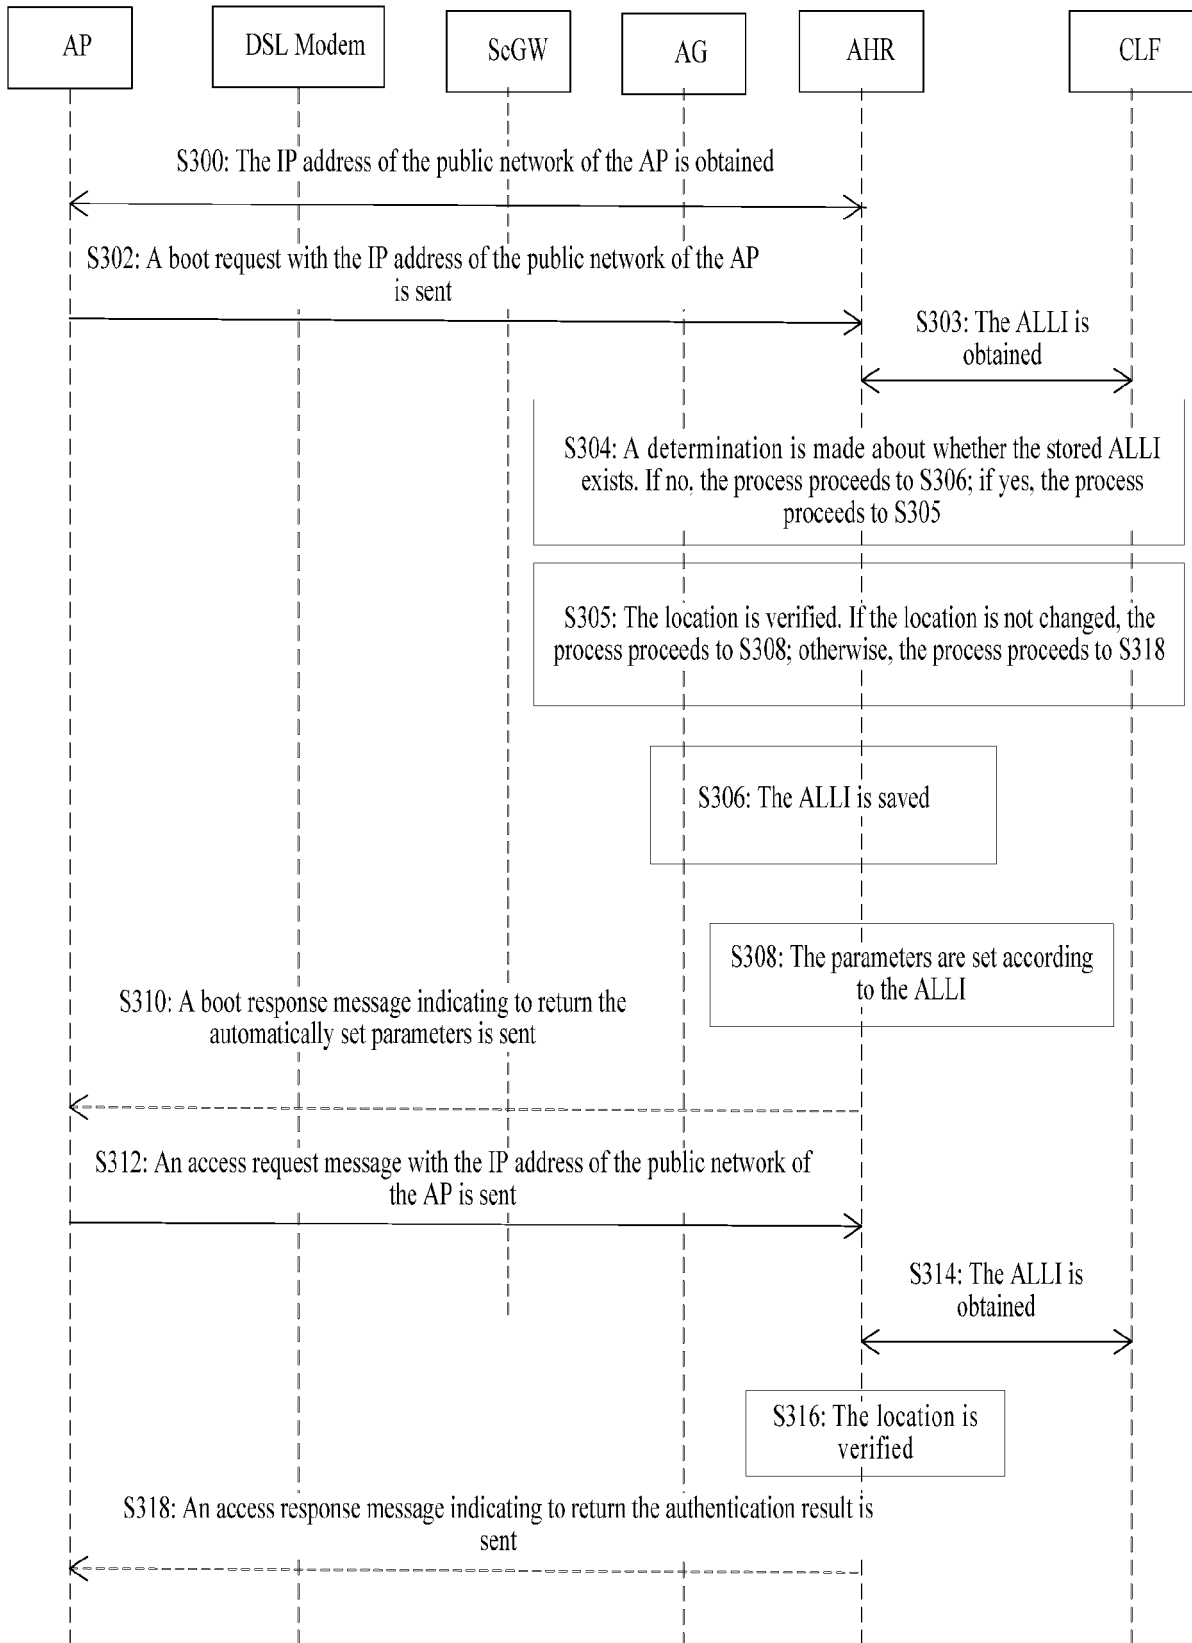 AP
DSL Modem
ScGW
AG
AHR
CLF
S300: The IP address of the public network of the AP is obtained
S302: A boot request with the IP address of the public network of the AP
is sent
S303: The ALLI is
obtained
S304: A determination is made about whether the stored ALLI
exists. If no, the process proceeds to S306; if yes, the process
proceeds to S305
S305: The location is verified. If the location is not changed, the
process proceeds to S308; otherwise, the process proceeds to S318
S306: The ALLI is saved
S308: The parameters are set according
to the ALLI
S310: A boot response message indicating to return the
automatically set parameters is sent
S312: An access request message with the IP address of the public network of
the AP is sent
S314: The ALLI is
obtained
S316: The location is
verified
S318: An access response message indicating to return the authentication result is
sent